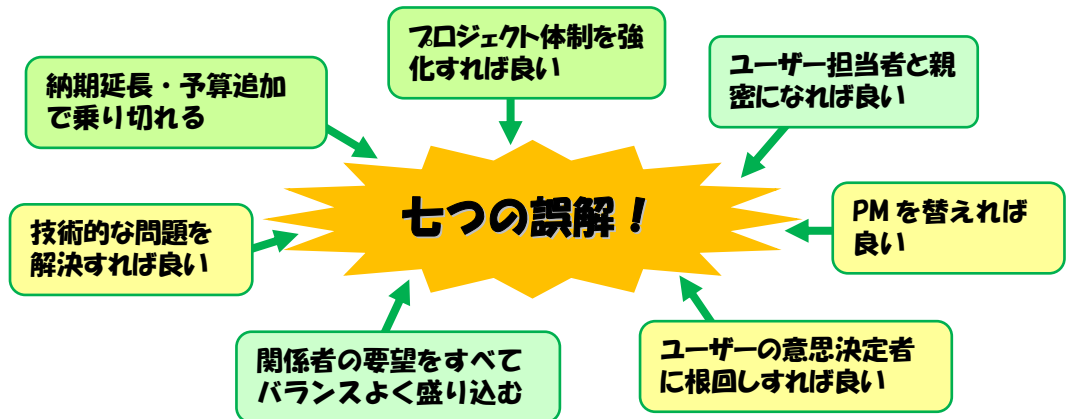 プロジェクト体制を強
化すれば良い
納期延長・予算追加
で乗り切れる
ユーザー担当者と親
密になれば良い
七つの誤解！
技術的な問題を
解決すれば良い
PMを替えれば
良い
関係者の要望をすべて
バランスよく盛り込む
ユーザーの意思決定者
に根回しすれば良い